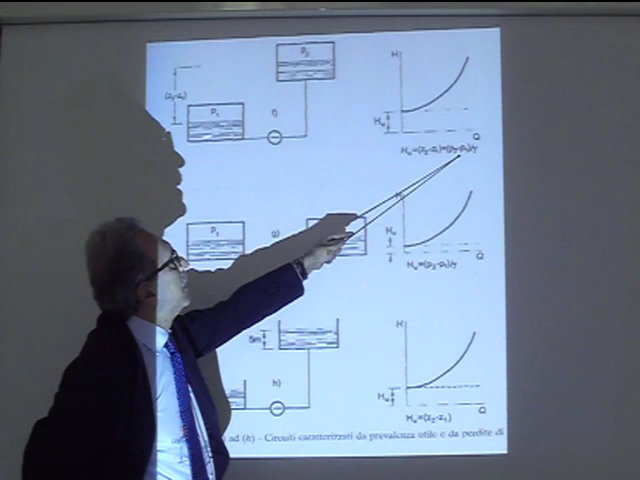 P₂
H
(z₂-z₁)
P₁
f)
Hᵤ
Q
Hᵤ=(z₂-z₁)+(p₂-p₁)/γ
P₁
g)
Hᵤ
Q
Hᵤ=(p₂-p₁)/γ
H
5m
h)
Hᵤ
Q
Hᵤ=(z₂-z₁)
ad (h) - Circuiti caratterizzati da prevalenza utile e da perdite di